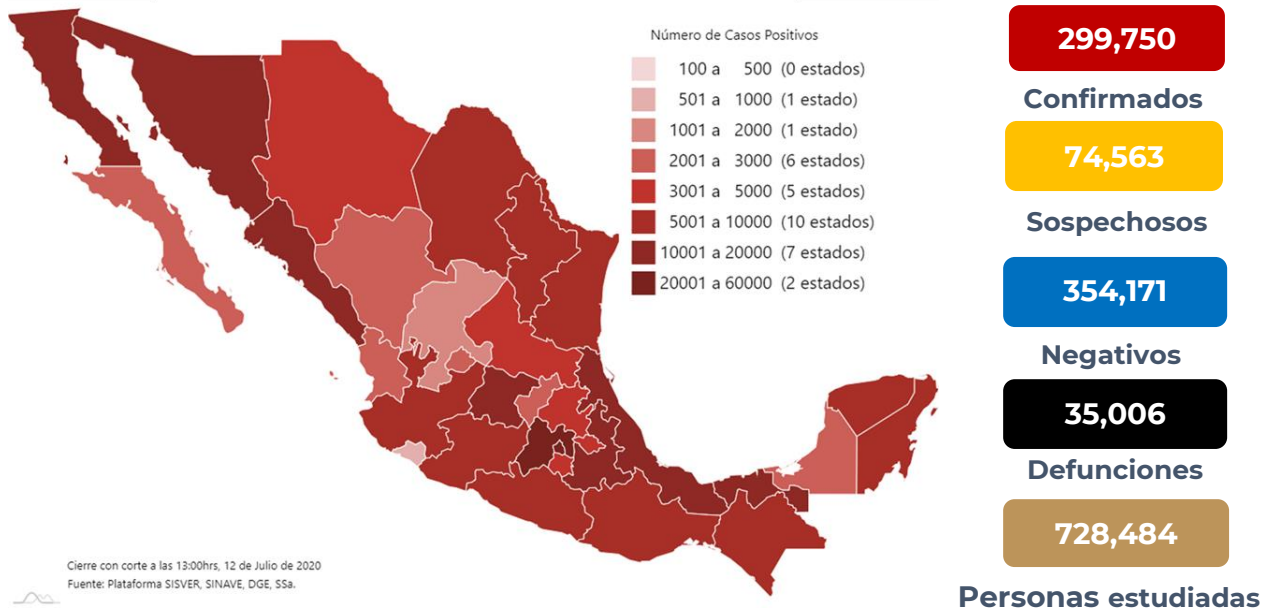 Número de Casos Positivos
100 a 500 (0 estados)
501 a 1000 (1 estado)
1001 a 2000 (1 estado)
2001 a 3000 (6 estados)
3001 a 5000 (5 estados)
5001 a 10000 (10 estados)
10001 a 20000 (7 estados)
20001 a 60000 (2 estados)
Cierre con corte a las 13:00hrs, 12 de Julio de 2020
Fuente: Plataforma SISVER, SINAVE, DGE, SSa.
299,750
Confirmados
74,563
Sospechosos
354,171
Negativos
35,006
Defunciones
728,484
Personas estudiadas